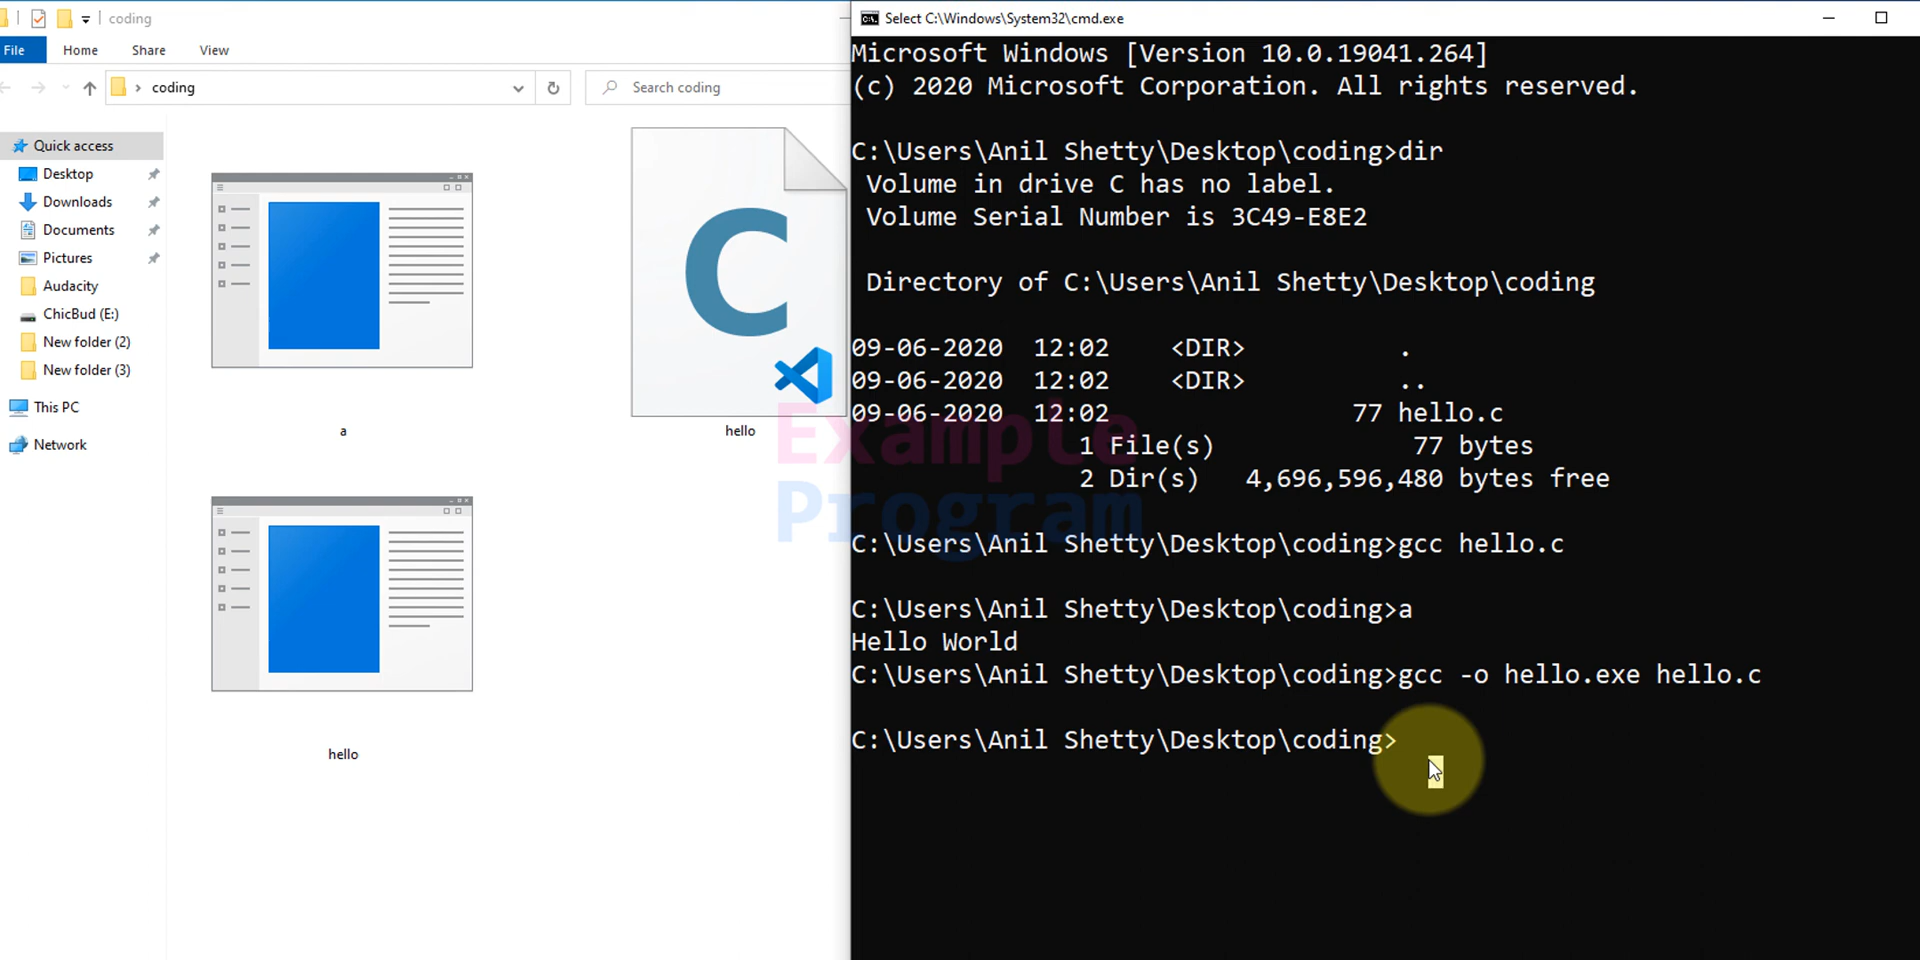 coding
File Home Share View
coding
Search coding
Quick access
Desktop
Downloads
Documents
Pictures
Audacity
ChicBud (E:)
New folder (2)
New folder (3)
This PC
Network
a
C
hello
hello
Select C:\Windows\System32\cmd.exe
Microsoft Windows [Version 10.0.19041.264]
(c) 2020 Microsoft Corporation. All rights reserved.
C:\Users\Anil Shetty\Desktop\coding>dir
Volume in drive C has no label.
Volume Serial Number is 3C49-E8E2
Directory of C:\Users\Anil Shetty\Desktop\coding
09-06-2020 12:02 <DIR> .
09-06-2020 12:02 <DIR> ..
09-06-2020 12:02 77 hello.c
1 File(s) 77 bytes
2 Dir(s) 4,696,596,480 bytes free
C:\Users\Anil Shetty\Desktop\coding>gcc hello.c
C:\Users\Anil Shetty\Desktop\coding>a
Hello World
C:\Users\Anil Shetty\Desktop\coding>gcc -o hello.exe hello.c
C:\Users\Anil Shetty\Desktop\coding>
Example
Program